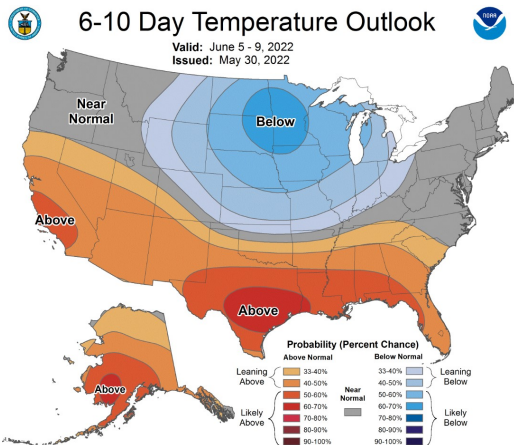 6-10 Day Temperature Outlook
NOAA
Valid: June 5 - 9, 2022
Issued: May 30, 2022
Near
Normal
Below
Above
Above
Above
Probability (Percent Chance)
Above Normal
Below Normal
Leaning
Above
33-40%
40-50%
Likely
Above
50-60%
60-70%
70-80%
80-90%
90-100%
Near
Normal
33-40%
40-50%
Leaning
Below
50-60%
60-70%
70-80%
80-90%
90-100%
Likely
Below